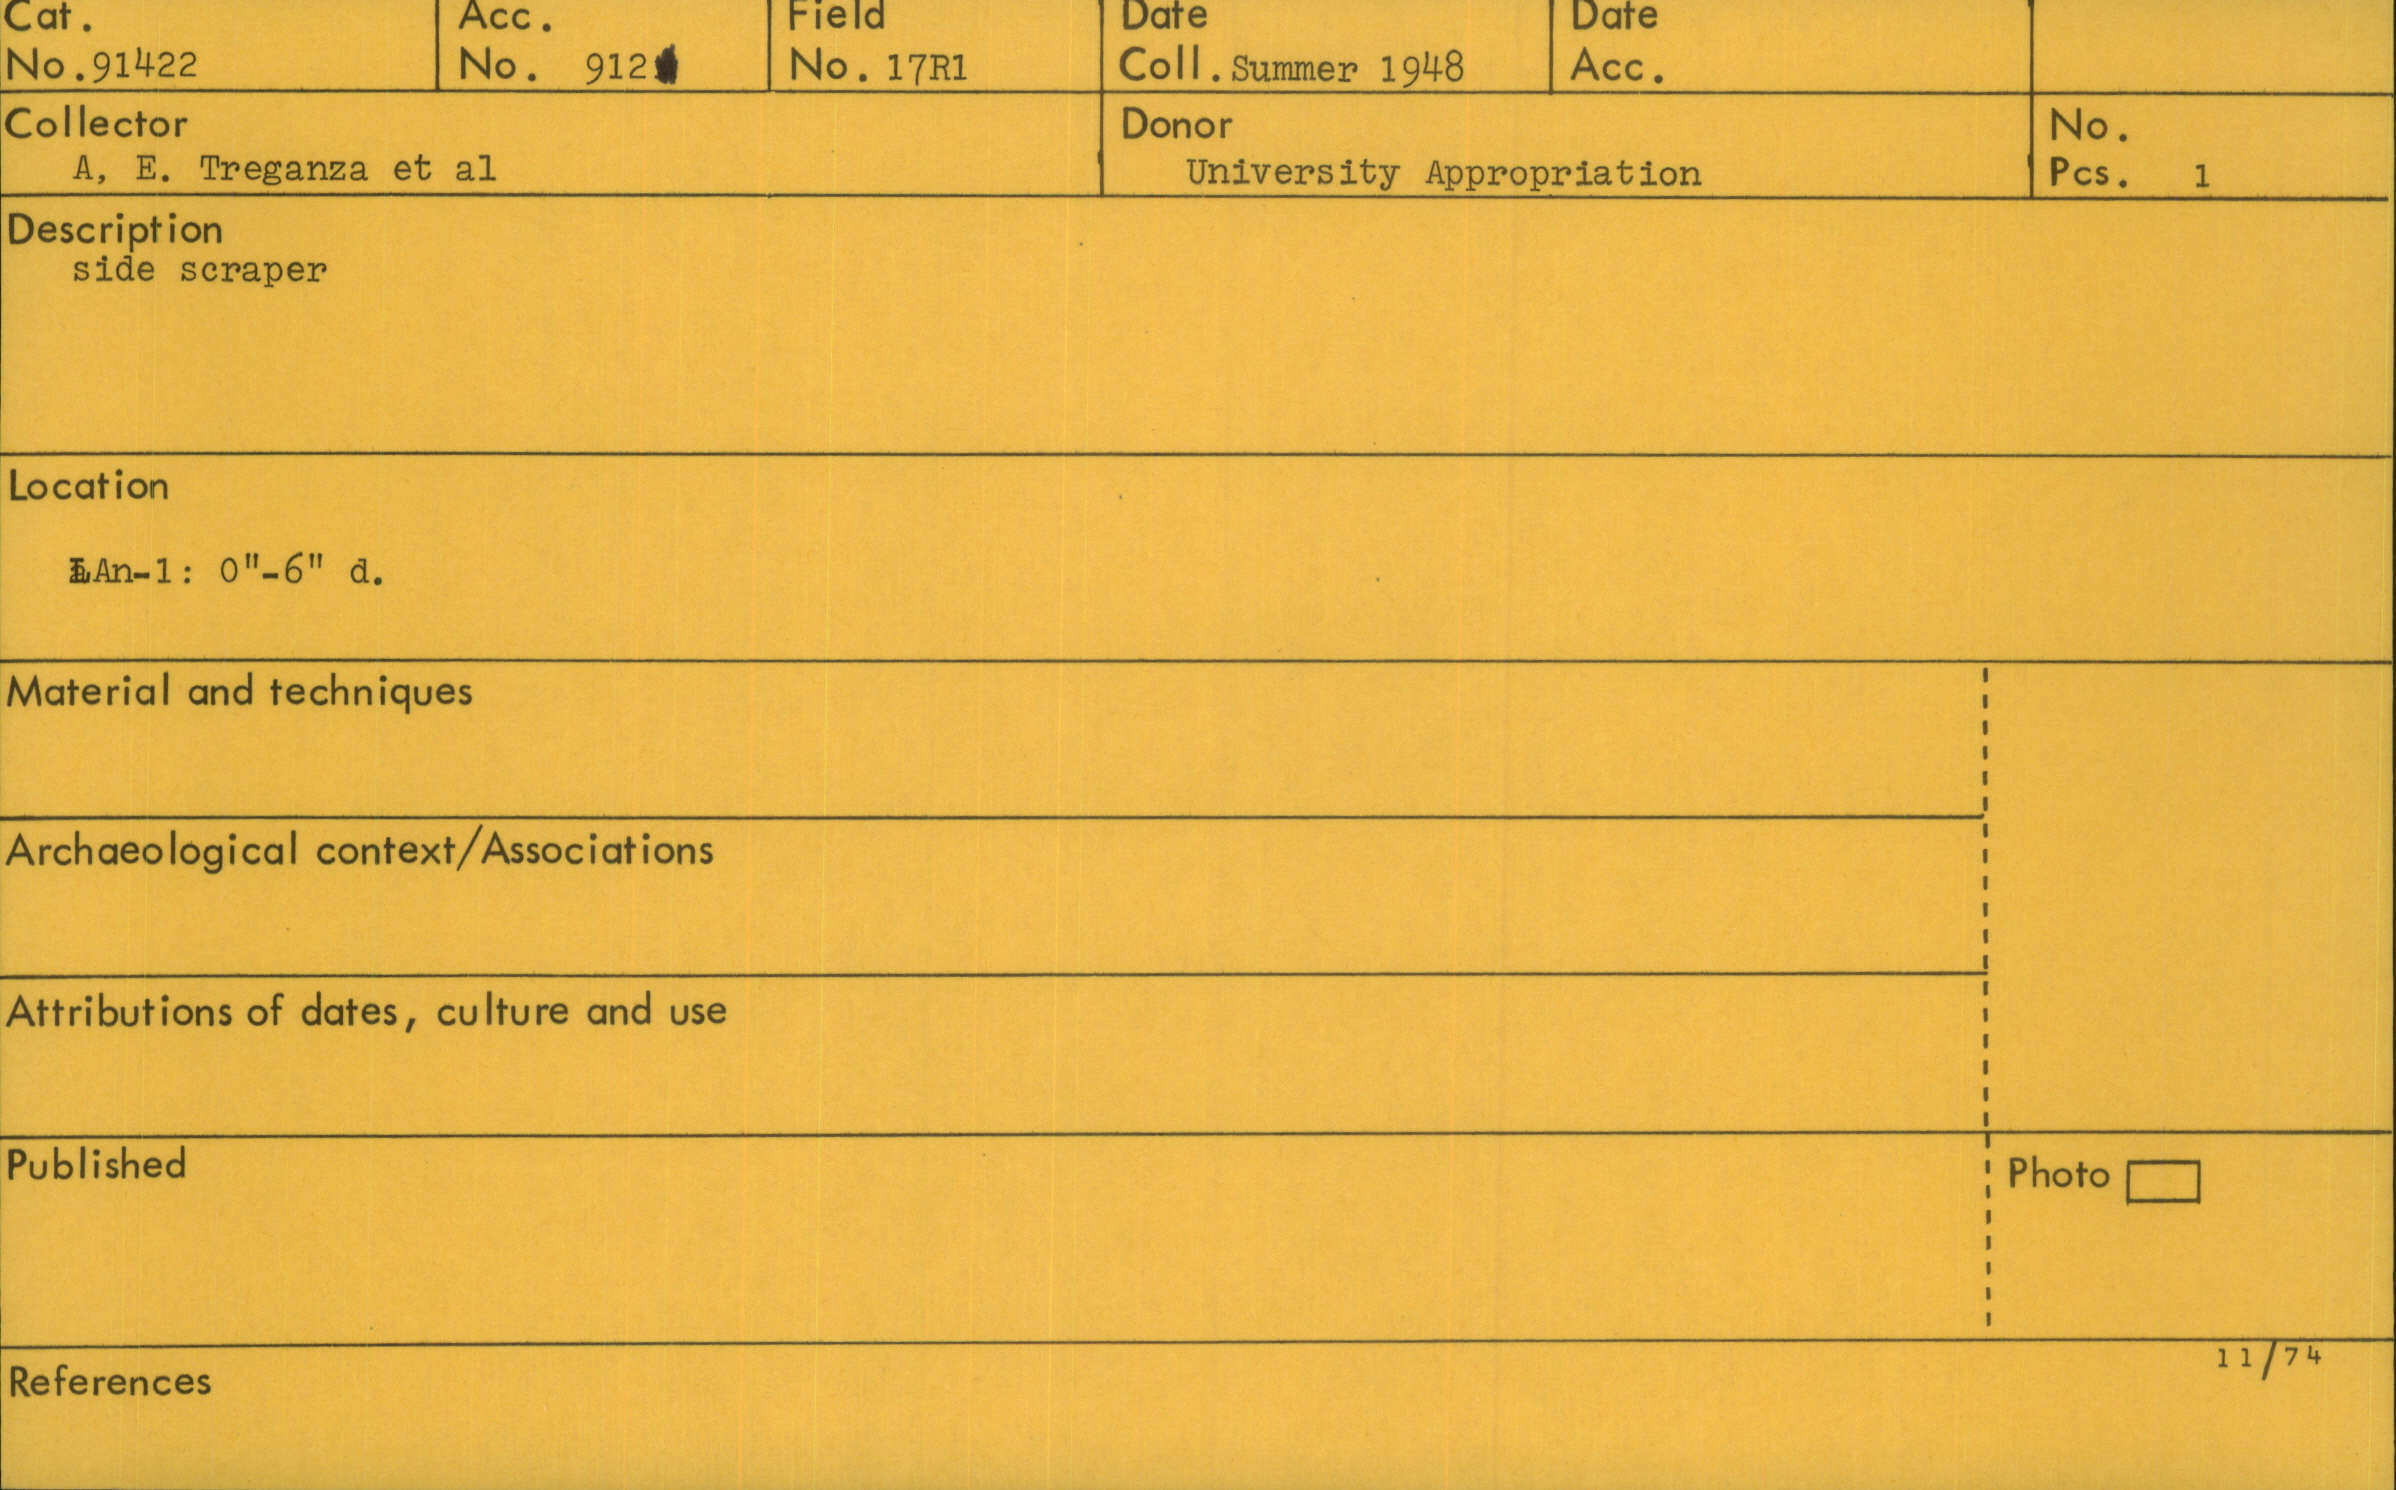 Cat. Acc. Field Date Date
No. 91422 No. 912 No. 17R1 Coll. Summer 1948 Acc.
Collector Donor No.
A, E. Treganza et al University Appropriation Pcs. 1
Description
side scraper
Location
LAn-1: 0"-6" d.
Material and techniques
Archaeological context/Associations
Attributions of dates, culture and use
Published Photo
11/74
References